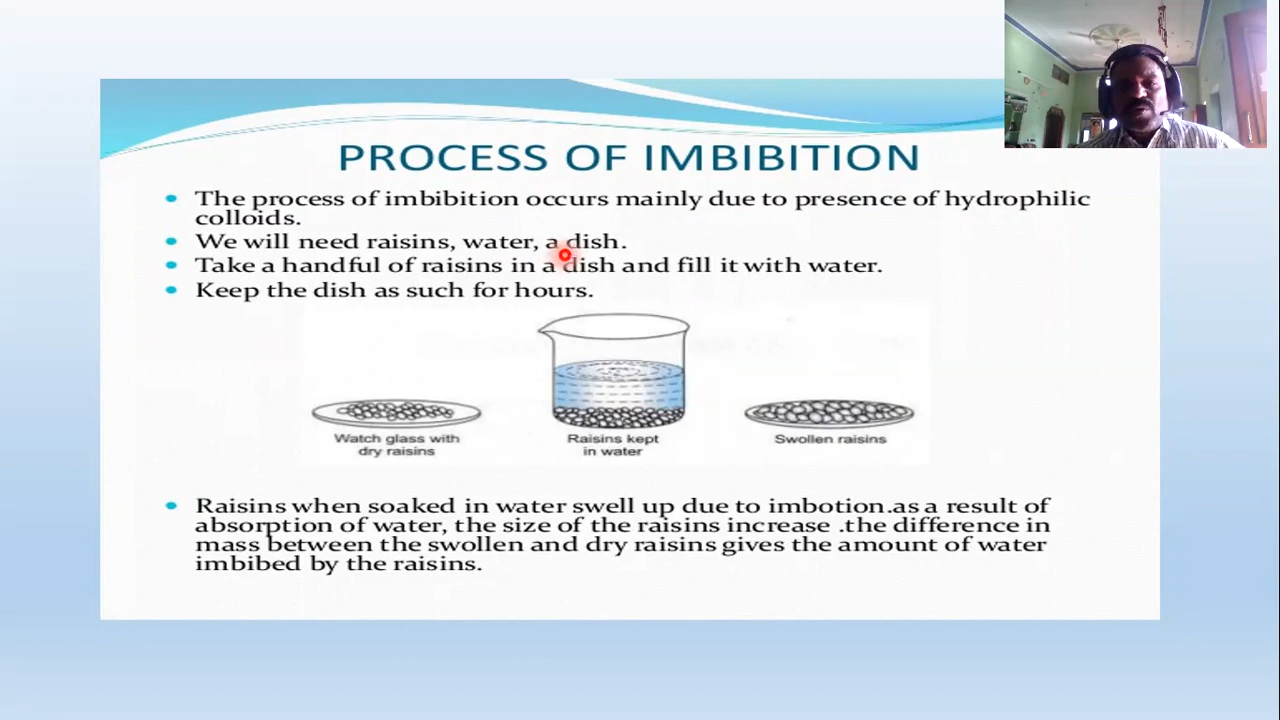 PROCESS OF IMBIBITION
The process of imbibition occurs mainly due to presence of hydrophilic
colloids.
We will need raisins, water, a dish.
Take a handful of raisins in a dish and fill it with water.
Keep the dish as such for hours.
Watch glass with
dry raisins
Raisins kept
in water
Swollen raisins
Raisins when soaked in water swell up due to imbotion.as a result of
absorption of water, the size of the raisins increase .the difference in
mass between the swollen and dry raisins gives the amount of water
imbibed by the raisins.